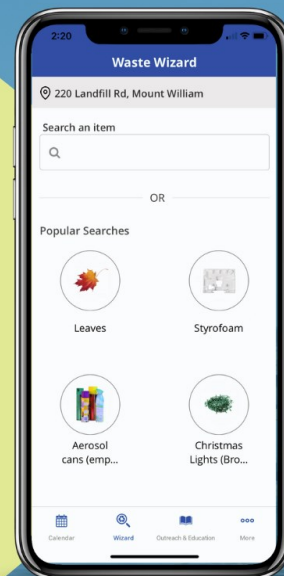 2:20
Waste Wizard
220 Landfill Rd, Mount William
Search an item
OR
Popular Searches
Leaves
Styrofoam
Aerosol
cans (emp...
Christmas
Lights (Bro...
Calendar
Wizard
Outreach & Education
More